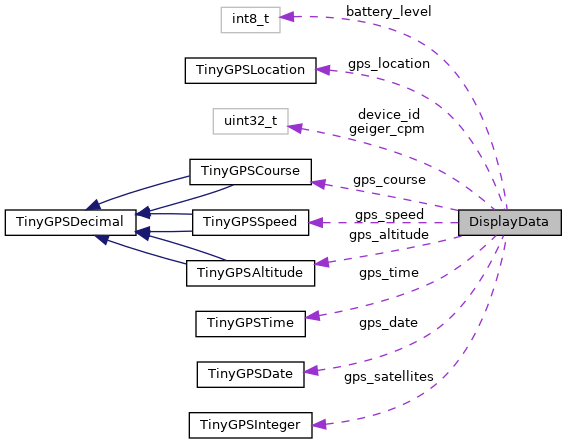 battery_level
int8_t
gps_location
TinyGPSLocation
device_id
geiger_cpm
uint32_t
TinyGPSCourse
gps_course
TinyGPSDecimal
TinyGPSSpeed
gps_speed
DisplayData
gps_altitude
TinyGPSAltitude
gps_time
TinyGPSTime
gps_date
TinyGPSDate
gps_satellites
TinyGPSInteger